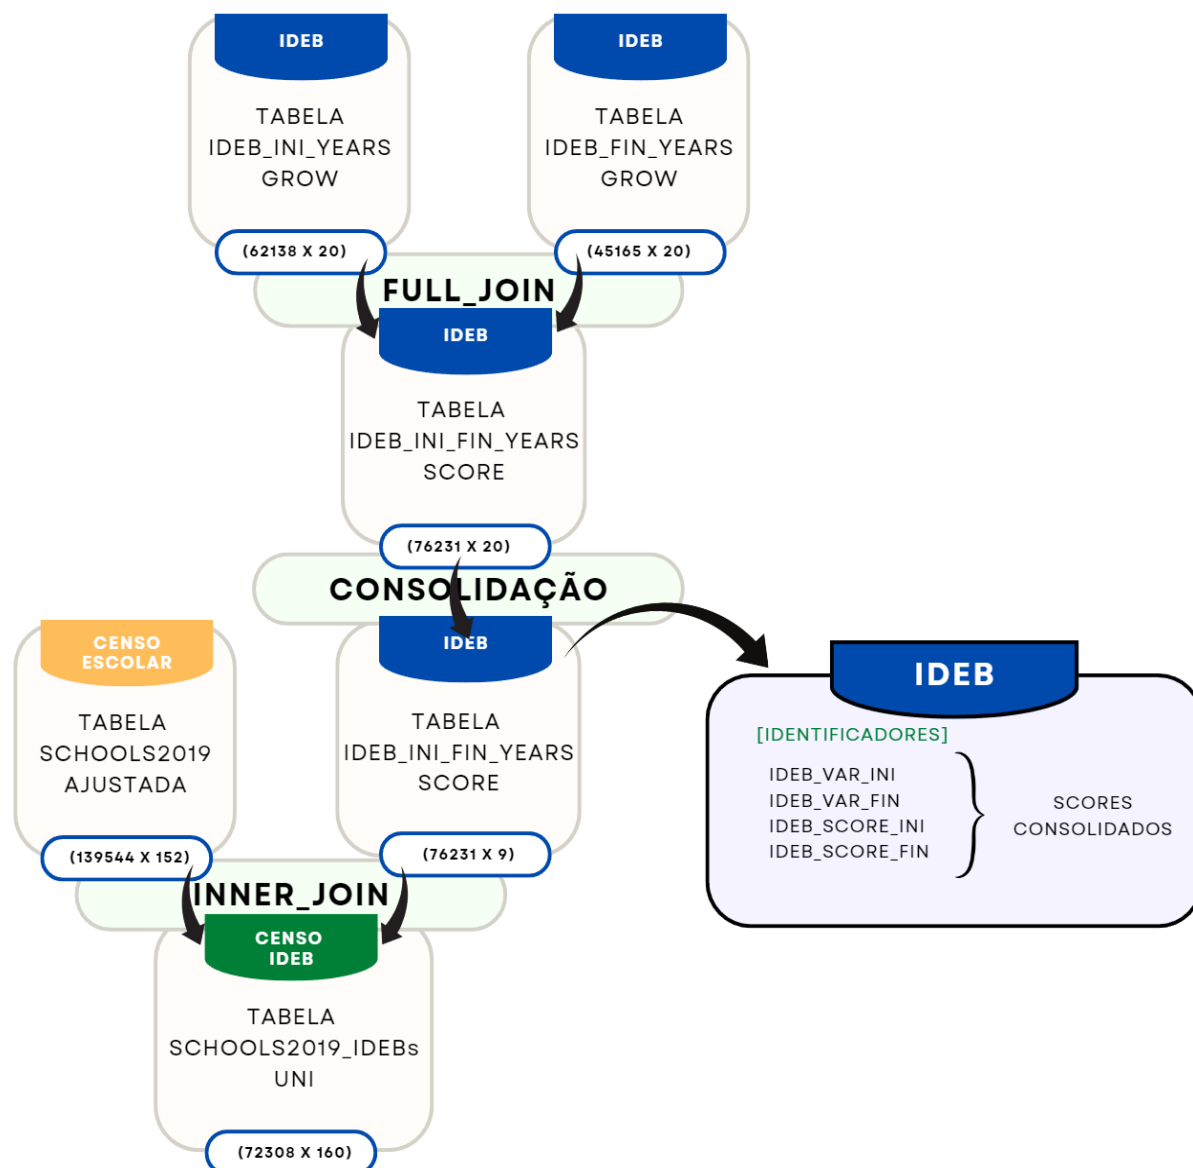 IDEB
TABELA
IDEB_INI_YEARS
GROW
(62138 X 20)
IDEB
TABELA
IDEB_FIN_YEARS
GROW
(45165 X 20)
FULL_JOIN
IDEB
TABELA
IDEB_INI_FIN_YEARS
SCORE
(76231 X 20)
CONSOLIDAÇÃO
CENSO
ESCOLAR
TABELA
SCHOOLS2019
AJUSTADA
(139544 X 152)
IDEB
TABELA
IDEB_INI_FIN_YEARS
SCORE
(76231 X 9)
IDEB
[IDENTIFICADORES]
IDEB_VAR_INI
IDEB_VAR_FIN
IDEB_SCORE_INI
IDEB_SCORE_FIN
SCORES
CONSOLIDADOS
INNER_JOIN
CENSO
IDEB
TABELA
SCHOOLS2019_IDEBs
UNI
(72308 X 160)